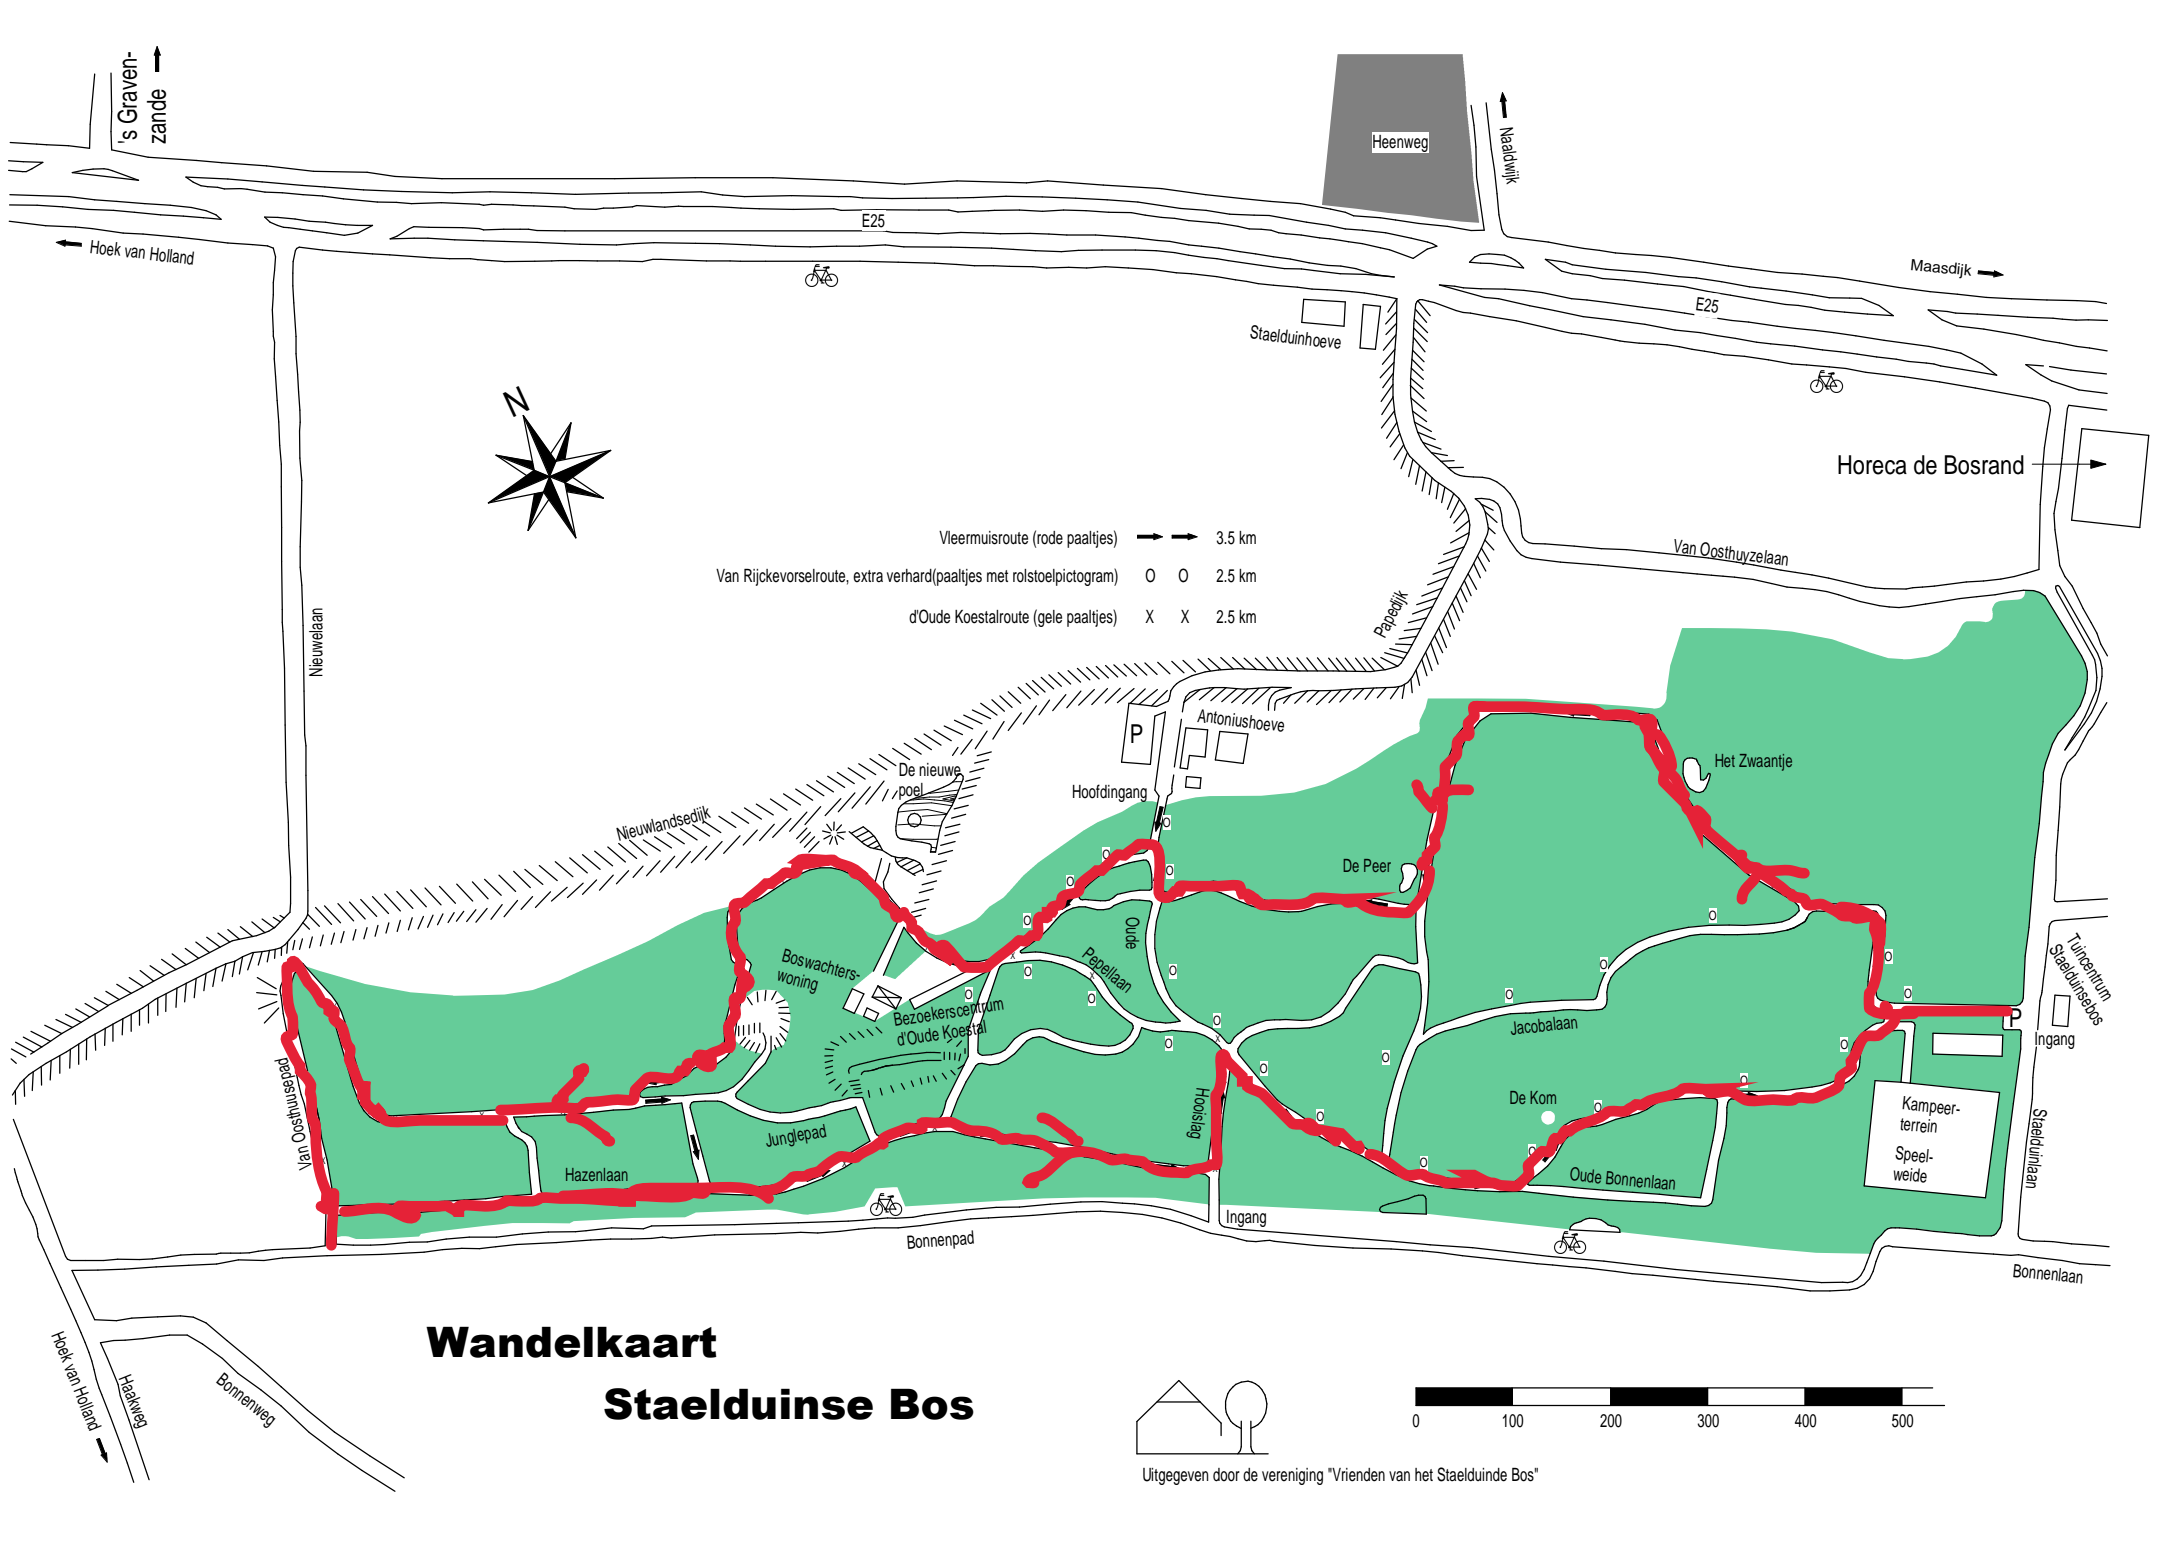 's Graven-
zande
Hoek van Holland
E25
Heenweg
Naaldwijk
Maasdijk
E25
Staelduinhoeve
N
Horeca de Bosrand
Vleermuisroute (rode paaltjes) 3.5 km
Van Rijckevorselroute, extra verhard(paaltjes met rolstoelpictogram) O O 2.5 km
d'Oude Koestalroute (gele paaltjes) X X 2.5 km
Van Oosthuyzelaan
Papedijk
Nieuwelaan
Antoniushoeve
P
Hoofdingang
De nieuwe
poel
Nieuwlandsedijk
Het Zwaantje
De Peer
Oude
Pepellaan
Boswachters-
woning
Bezoekerscentrum
d'Oude Koestal
Jacobalaan
Tuincentrum
Staelduinsebos
P
Ingang
Van Oosthuusepad
Hooislag
De Kom
Kampeer-
terrein
Speel-
weide
Staelduinlaan
Junglepad
Hazenlaan
Oude Bonnenlaan
Ingang
Bonnenpad
Bonnenlaan
Hoek van Holland
Haakweg
Bonnenweg
Wandelkaart
Staelduinse Bos
0 100 200 300 400 500
Uitgegeven door de vereniging "Vrienden van het Staelduinde Bos"